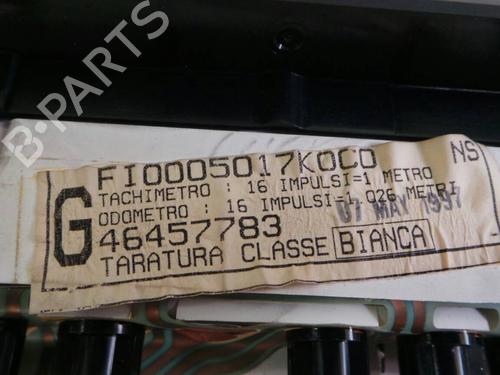 B-PARTS
FI0005017K0C0 NS
G
TACHIMETRO : 16 IMPULSI=1 METRO
ODOMETRO : 16 IMPULSI=1.026 METRI
07 MAY 1997
46457783
TARATURA CLASSE BIANCA